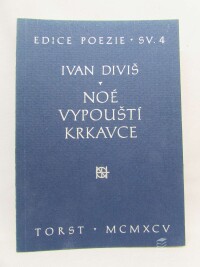 EDICE POEZIE · SV. 4
IVAN DIVIŠ
NOÉ
VYPOUŠTÍ
KRKAVCE
TORST · MCMXCV